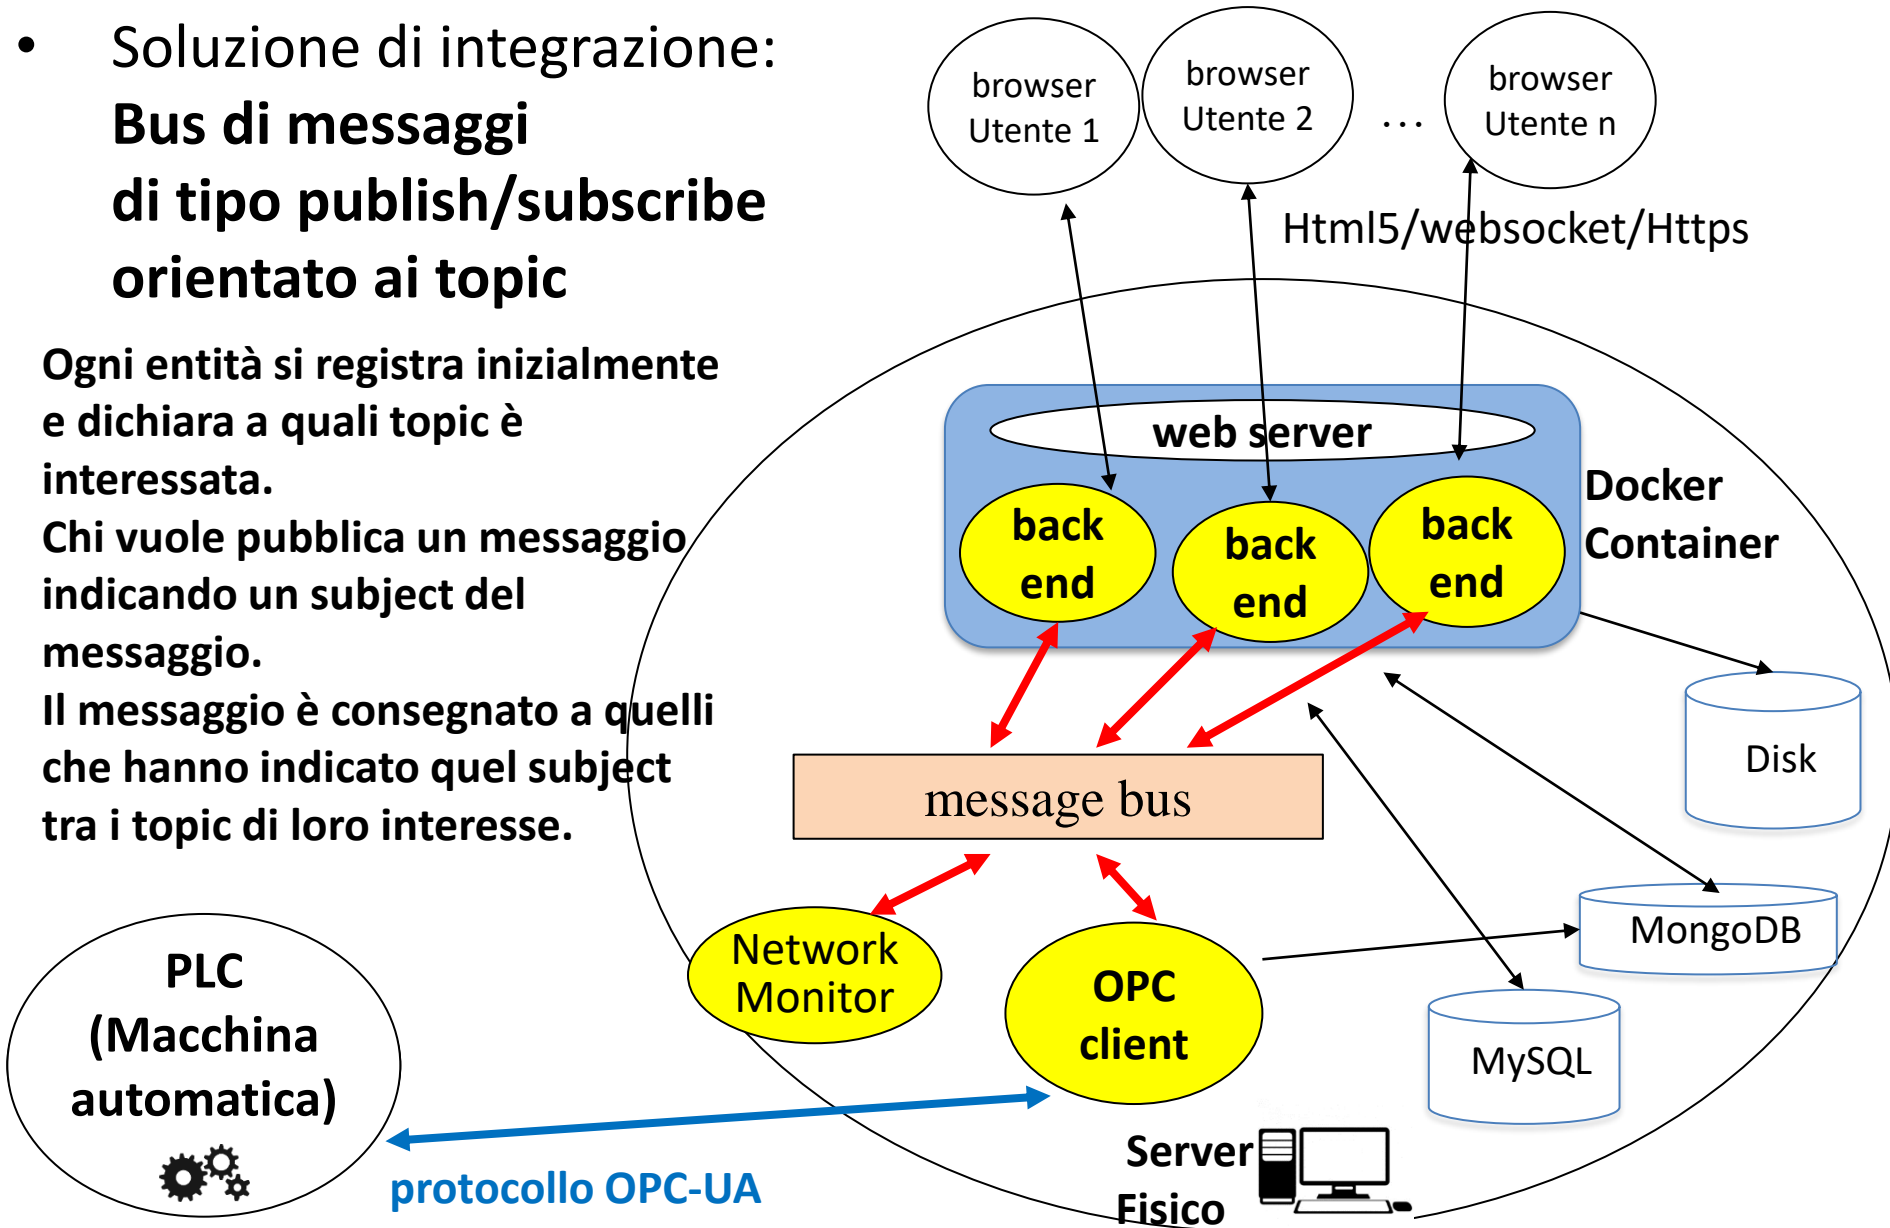 • Soluzione di integrazione:
Bus di messaggi
di tipo publish/subscribe
orientato ai topic
Ogni entità si registra inizialmente
e dichiara a quali topic è
interessata.
Chi vuole pubblica un messaggio
indicando un subject del
messaggio.
Il messaggio è consegnato a quelli
che hanno indicato quel subject
tra i topic di loro interesse.
browser
Utente 1
browser
Utente 2
...
browser
Utente n
Html5/websocket/Https
web server
back
end
back
end
back
end
Docker
Container
message bus
Disk
MongoDB
MySQL
Network
Monitor
OPC
client
PLC
(Macchina
automatica)
protocollo OPC-UA
Server
Fisico